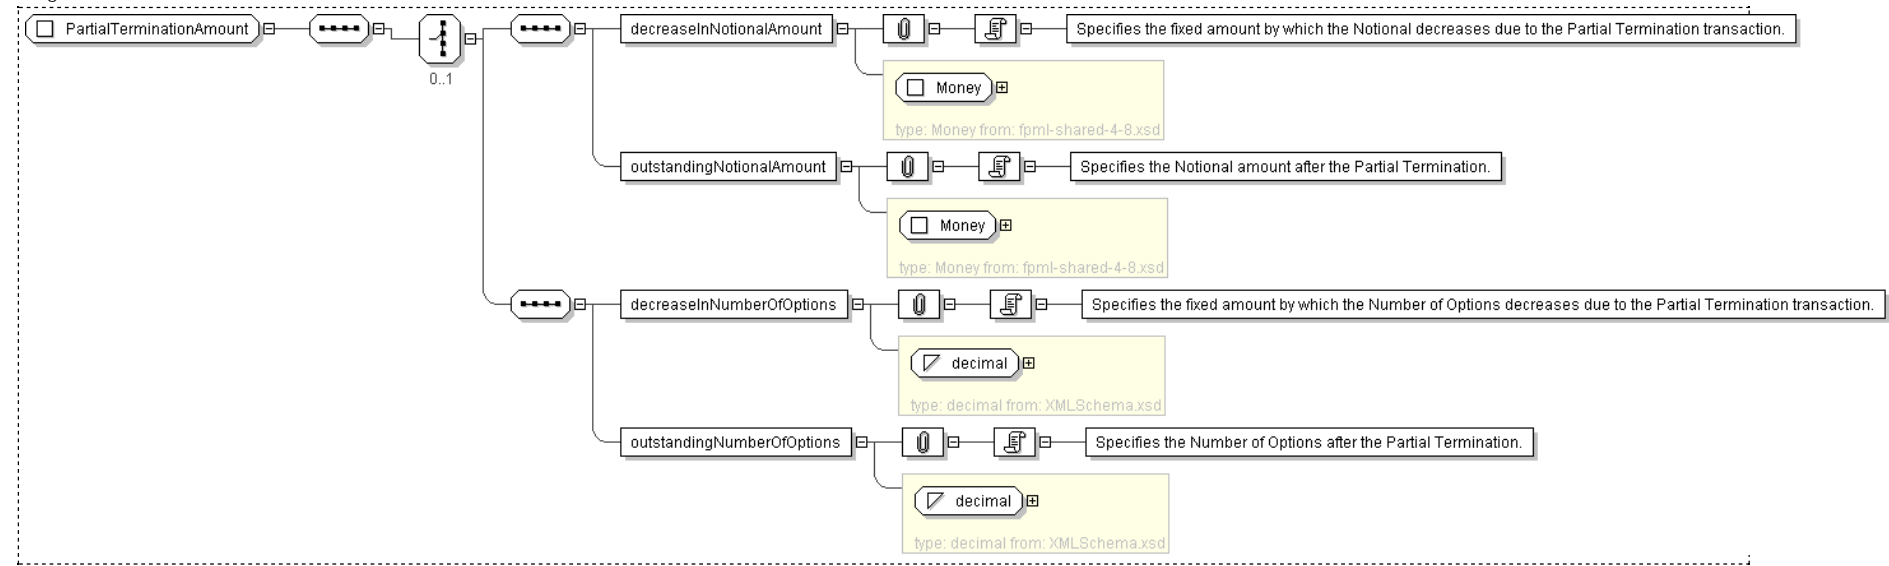 PartialTerminationAmount
0..1
decreaseInNotionalAmount
Specifies the fixed amount by which the Notional decreases due to the Partial Termination transaction.
Money
type: Money from: fpml-shared-4-8.xsd
outstandingNotionalAmount
Specifies the Notional amount after the Partial Termination.
Money
type: Money from: fpml-shared-4-8.xsd
decreaseInNumberOfOptions
Specifies the fixed amount by which the Number of Options decreases due to the Partial Termination transaction.
decimal
type: decimal from: XMLSchema.xsd
outstandingNumberOfOptions
Specifies the Number of Options after the Partial Termination.
decimal
type: decimal from: XMLSchema.xsd